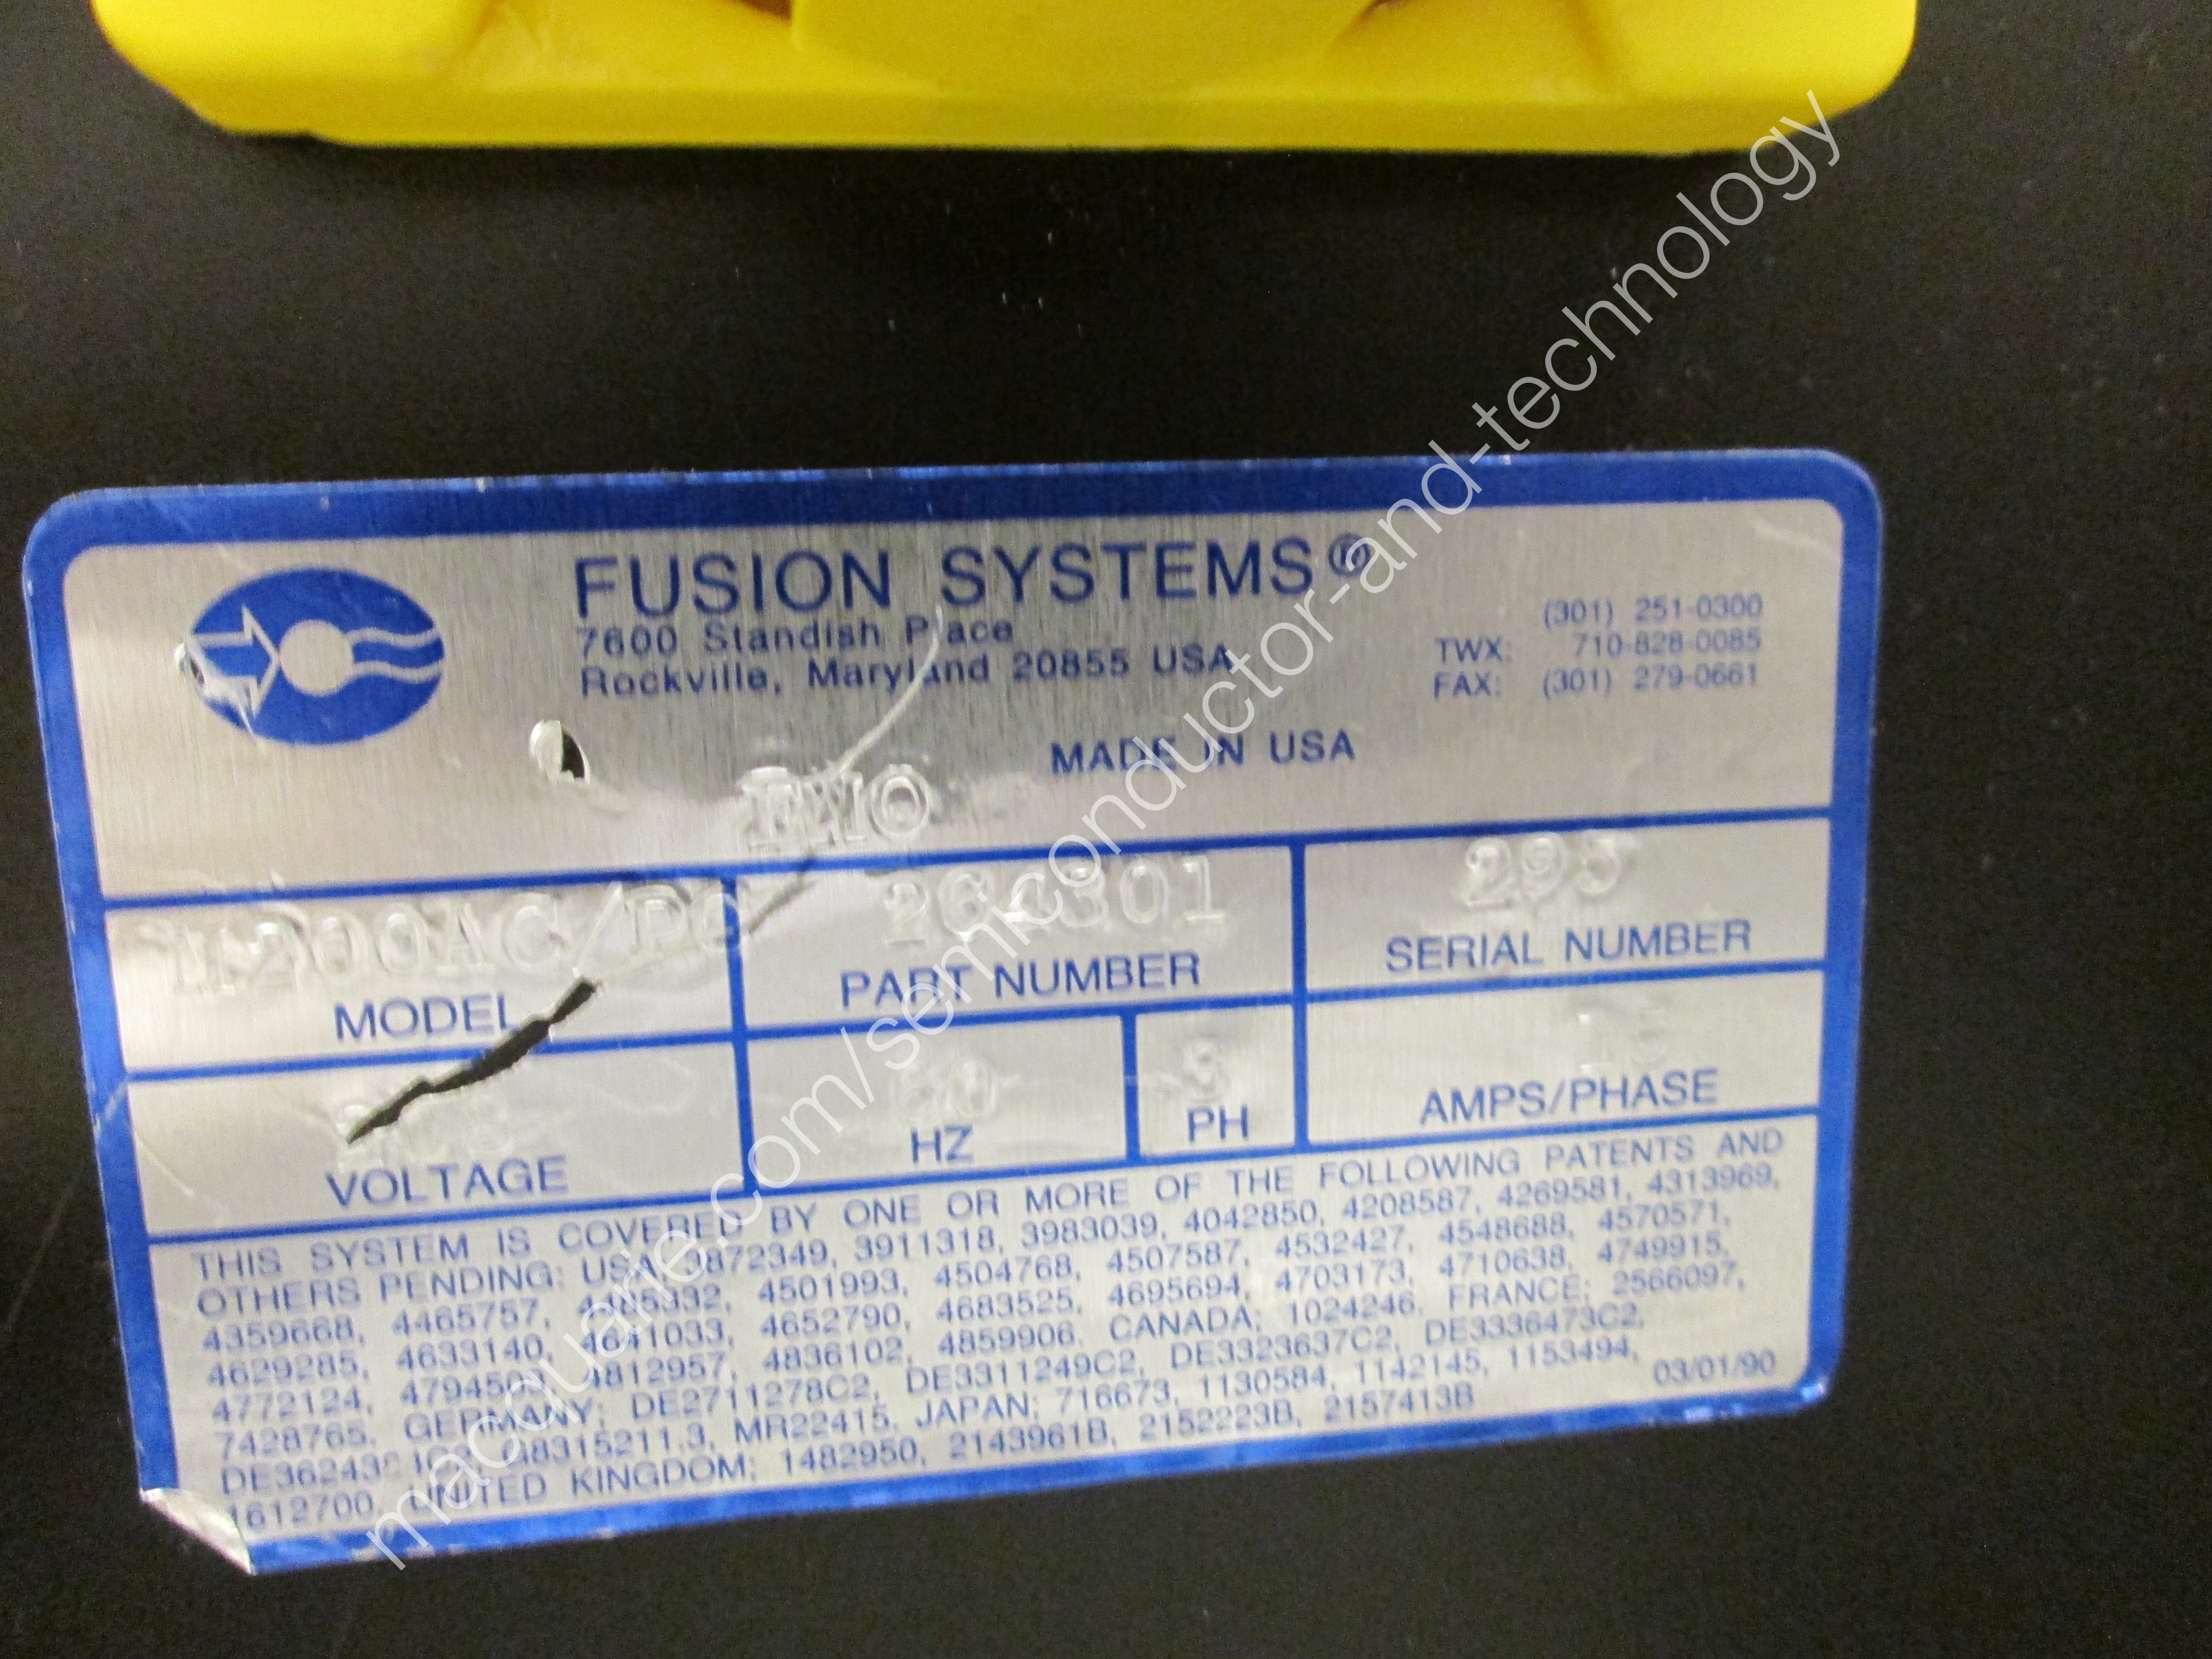 FUSION SYSTEMS®
7600 Standish Place
Rockville, Maryland 20855 USA
(301) 251-0300
TWX: 710-828-0085
FAX: (301) 279-0661
MADE IN USA
MODEL
PART NUMBER
293
SERIAL NUMBER
VOLTAGE
60
HZ
3
PH
15
AMPS/PHASE
THIS SYSTEM IS COVERED BY ONE OR MORE OF THE FOLLOWING PATENTS AND
OTHERS PENDING: USA, 3872349, 3911318, 3983039, 4042850, 4208587, 4269581, 4313969,
4359668, 4465757, 4485332, 4501993, 4504768, 4507587, 4532427, 4548688, 4570571,
4629285, 4633140, 4641033, 4652790, 4683525, 4695694, 4703173, 4710638, 4749915,
4772124, 4812957, 4836102, 4859906, CANADA: 1024246, FRANCE: 2566097,
7428765, GERMANY: DE2711278C2, DE3311249C2, DE3323637C2, DE3336473C2,
G8315211.3, MR22415, JAPAN: 716673, 1130584, 1142145, 1153494,
1612700, UNITED KINGDOM: 1482950, 2143961B, 2152223B, 2157413B
03/01/90
macquarie.com/semiconductor-and-technology